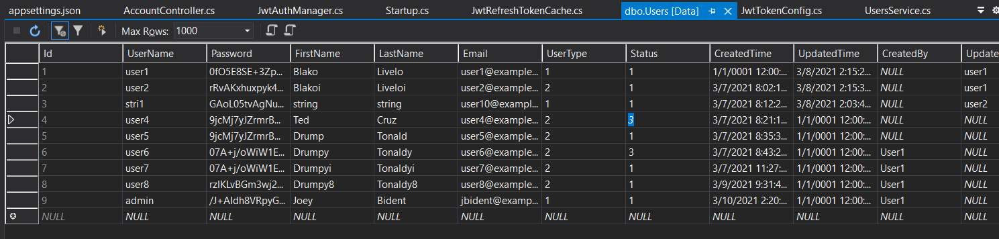 appsettings.json AccountController.cs JwtAuthManager.cs Startup.cs JwtRefreshTokenCache.cs dbo.Users [Data] JwtTokenConfig.cs UsersService.cs
Max Rows: 1000
Id UserName Password FirstName LastName Email UserType Status CreatedTime UpdatedTime CreatedBy Update
1 user1 0fO5E8SE+3Zp... Blako Livelo user1@example... 1 1 1/1/0001 12:00:... 3/8/2021 2:15:2... NULL user1
2 user2 rRvAKxhuxpyk4... Blakoi Liveloi user2@example... 2 1 3/7/2021 8:02:1... 3/8/2021 2:15:3... NULL user1
3 stri1 GAoL05tvAgNu... string string user10@exampl... 1 1 3/7/2021 8:12:2... 3/8/2021 2:03:4... NULL user2
4 user4 9jcMj7yJZrmrB... Ted Cruz user4@example... 2 3 3/7/2021 8:21:1... 1/1/0001 12:00:... NULL NULL
5 user5 9jcMj7yJZrmrB... Drump Tonald user5@example... 2 1 3/7/2021 8:35:3... 1/1/0001 12:00:... NULL NULL
6 user6 07A+j/oWiW1E... Drumpy Tonaldy user6@example... 2 3 3/7/2021 8:43:2... 1/1/0001 12:00:... User1 NULL
7 user7 07A+j/oWiW1E... Drumpyi Tonaldyi user7@example... 2 1 3/7/2021 11:27:... 1/1/0001 12:00:... User1 NULL
8 user8 rzIKLvBGm3wj2... Drumpy8 Tonaldy8 user8@example... 2 1 3/9/2021 9:31:4... 1/1/0001 12:00:... User1 NULL
9 admin /J+AIdh8VRpyG... Joey Bident jbident@examp... 1 1 3/10/2021 2:20:... 1/1/0001 12:00:... User1 NULL
NULL NULL NULL NULL NULL NULL NULL NULL NULL NULL NULL NULL